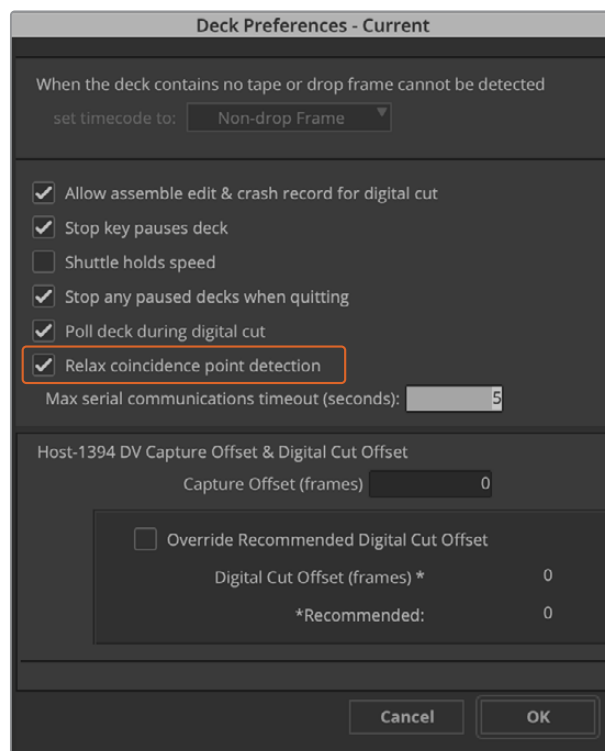 Deck Preferences - Current
When the deck contains no tape or drop frame cannot be detected
set timecode to: Non-drop Frame
Allow assemble edit & crash record for digital cut
Stop key pauses deck
Shuttle holds speed
Stop any paused decks when quitting
Poll deck during digital cut
Relax coincidence point detection
Max serial communications timeout (seconds): 5
Host-1394 DV Capture Offset & Digital Cut Offset
Capture Offset (frames) 0
Override Recommended Digital Cut Offset
Digital Cut Offset (frames) * 0
*Recommended: 0
Cancel OK